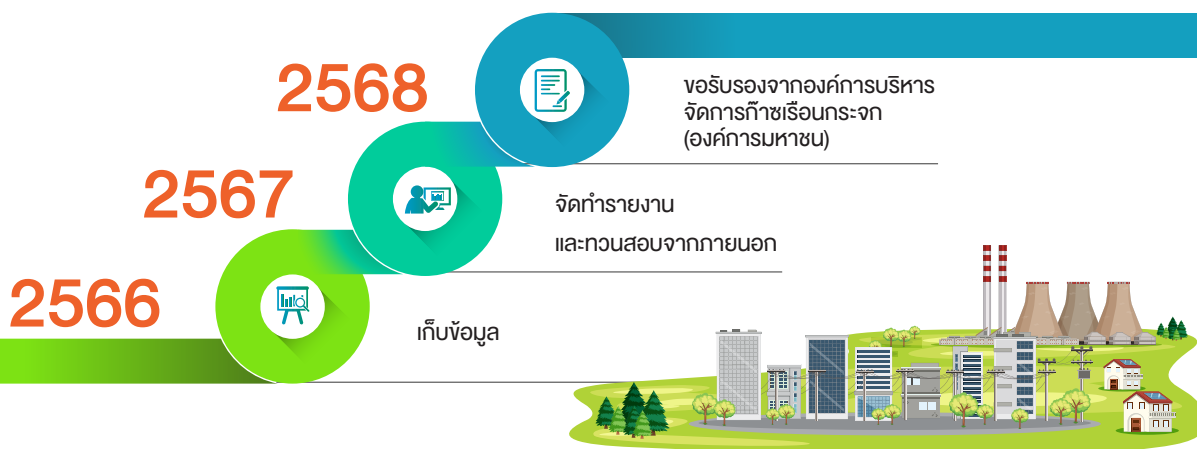 2568
ขอรับรองจากองค์การบริหาร
จัดการก๊าซเรือนกระจก
(องค์การมหาชน)
2567
จัดทำรายงาน
และทวนสอบจากภายนอก
2566
เก็บข้อมูล